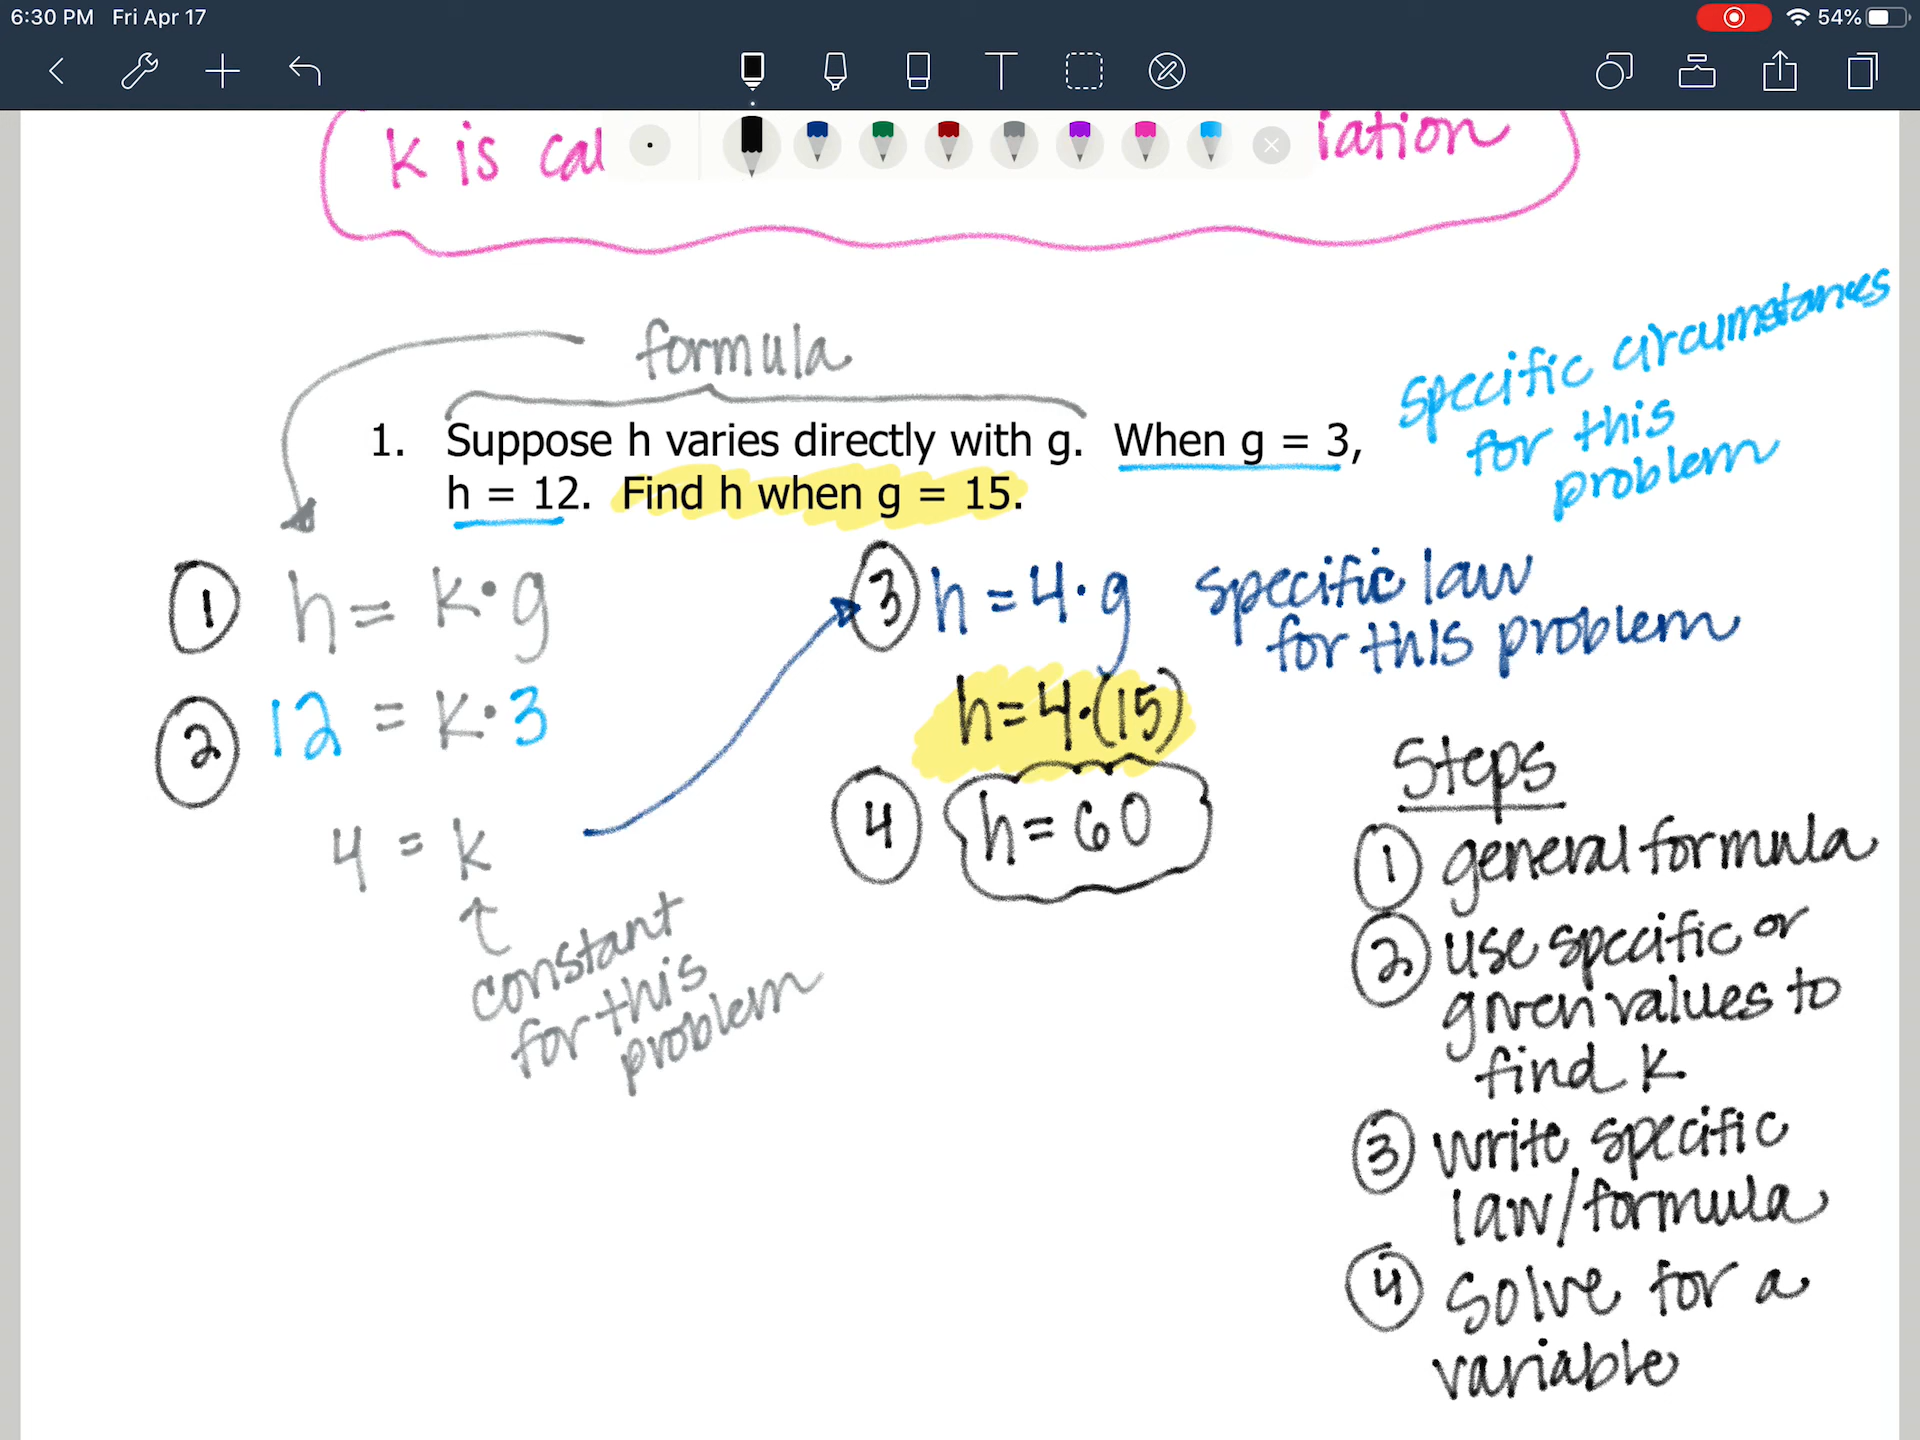 6:30 PM Fri Apr 17
54%
T
k is cal iation
formula
1. Suppose h varies directly with g. When g = 3,
h = 12. Find h when g = 15.
specific circumstances
for this
problem
① h = k · g
② 12 = k · 3
4 = k
constant
for this
problem
③ h = 4 · g
specific law
for this problem
h = 4 · (15)
④ h = 60
Steps
① general formula
② use specific or
given values to
find k
③ write specific
law/formula
④ solve for a
variable